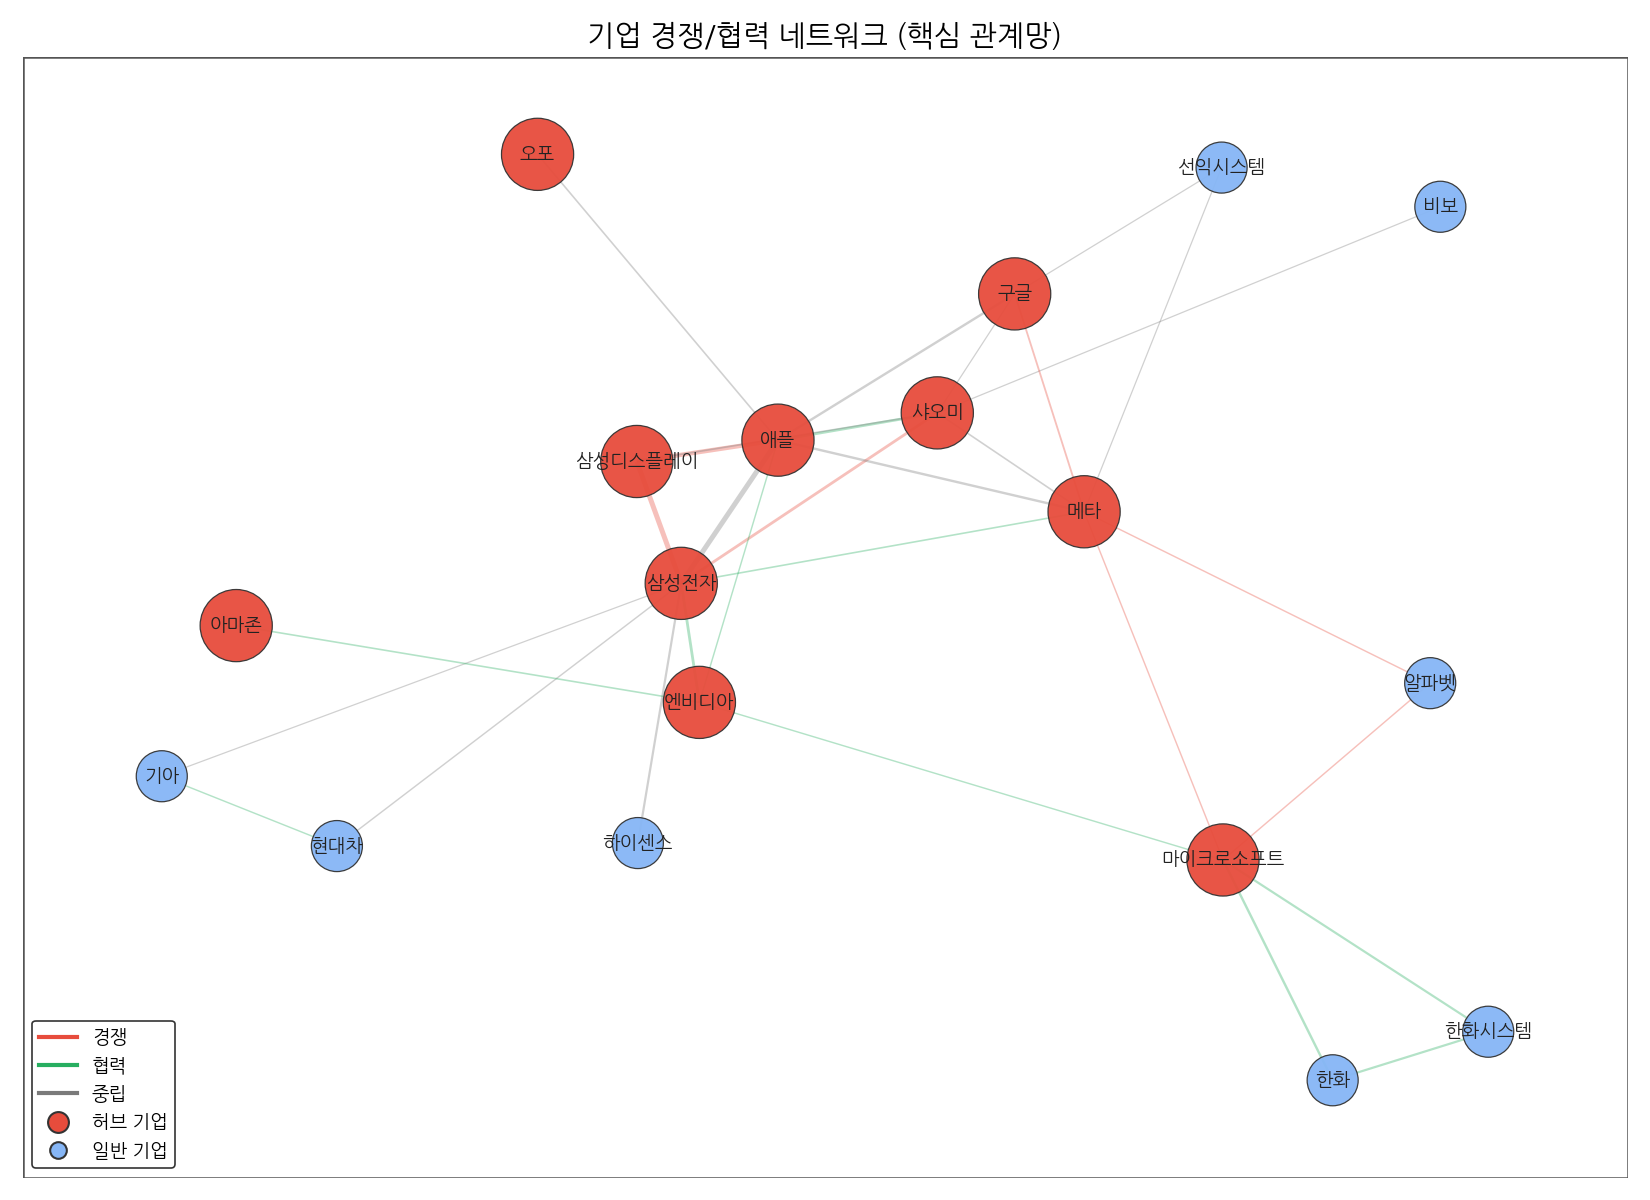 기업 경쟁/협력 네트워크 (핵심 관계망)
오포
선익시스템
비보
구글
샤오미
애플
삼성디스플레이
메타
삼성전자
아마존
알파벳
엔비디아
기아
현대차
하이센스
마이크로소프트
한화시스템
한화
경쟁
협력
중립
허브 기업
일반 기업